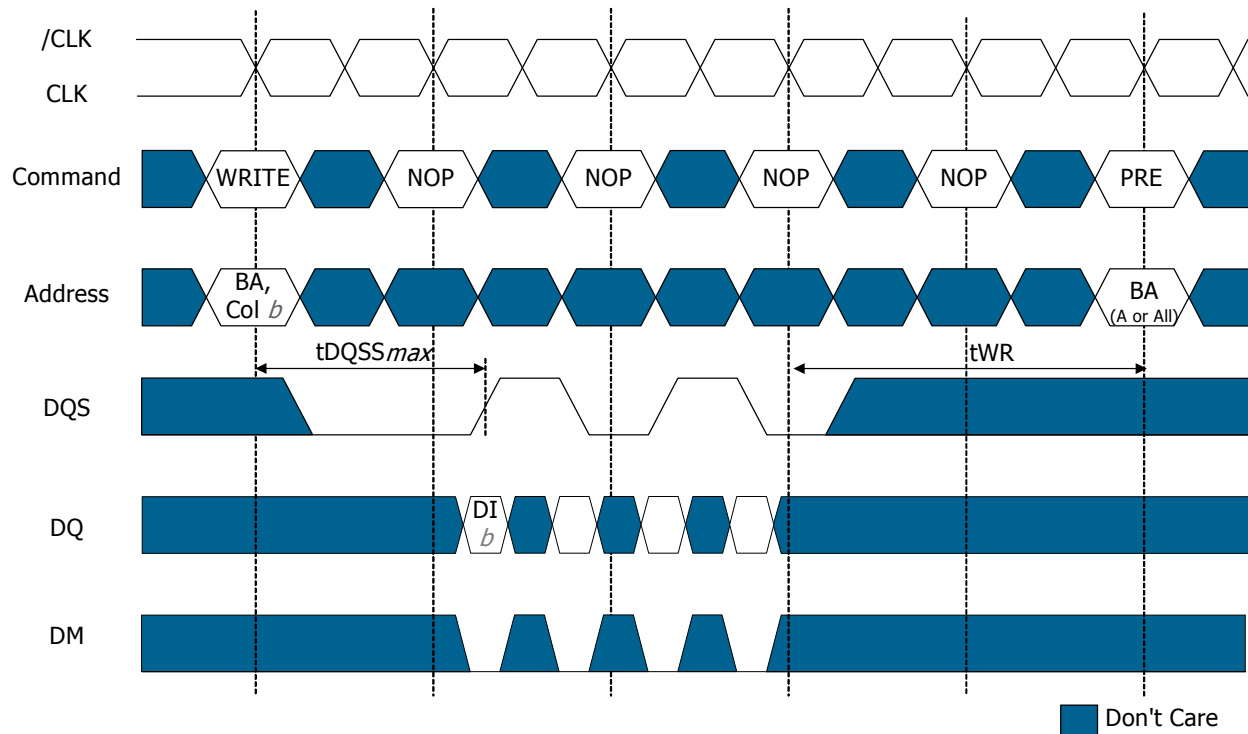 /CLK
CLK
Command
WRITE NOP NOP NOP NOP PRE
Address
BA,
Col b
BA
(A or All)
tDQSSmax
tWR
DQS
DQ
DI
b
DM
Don't Care